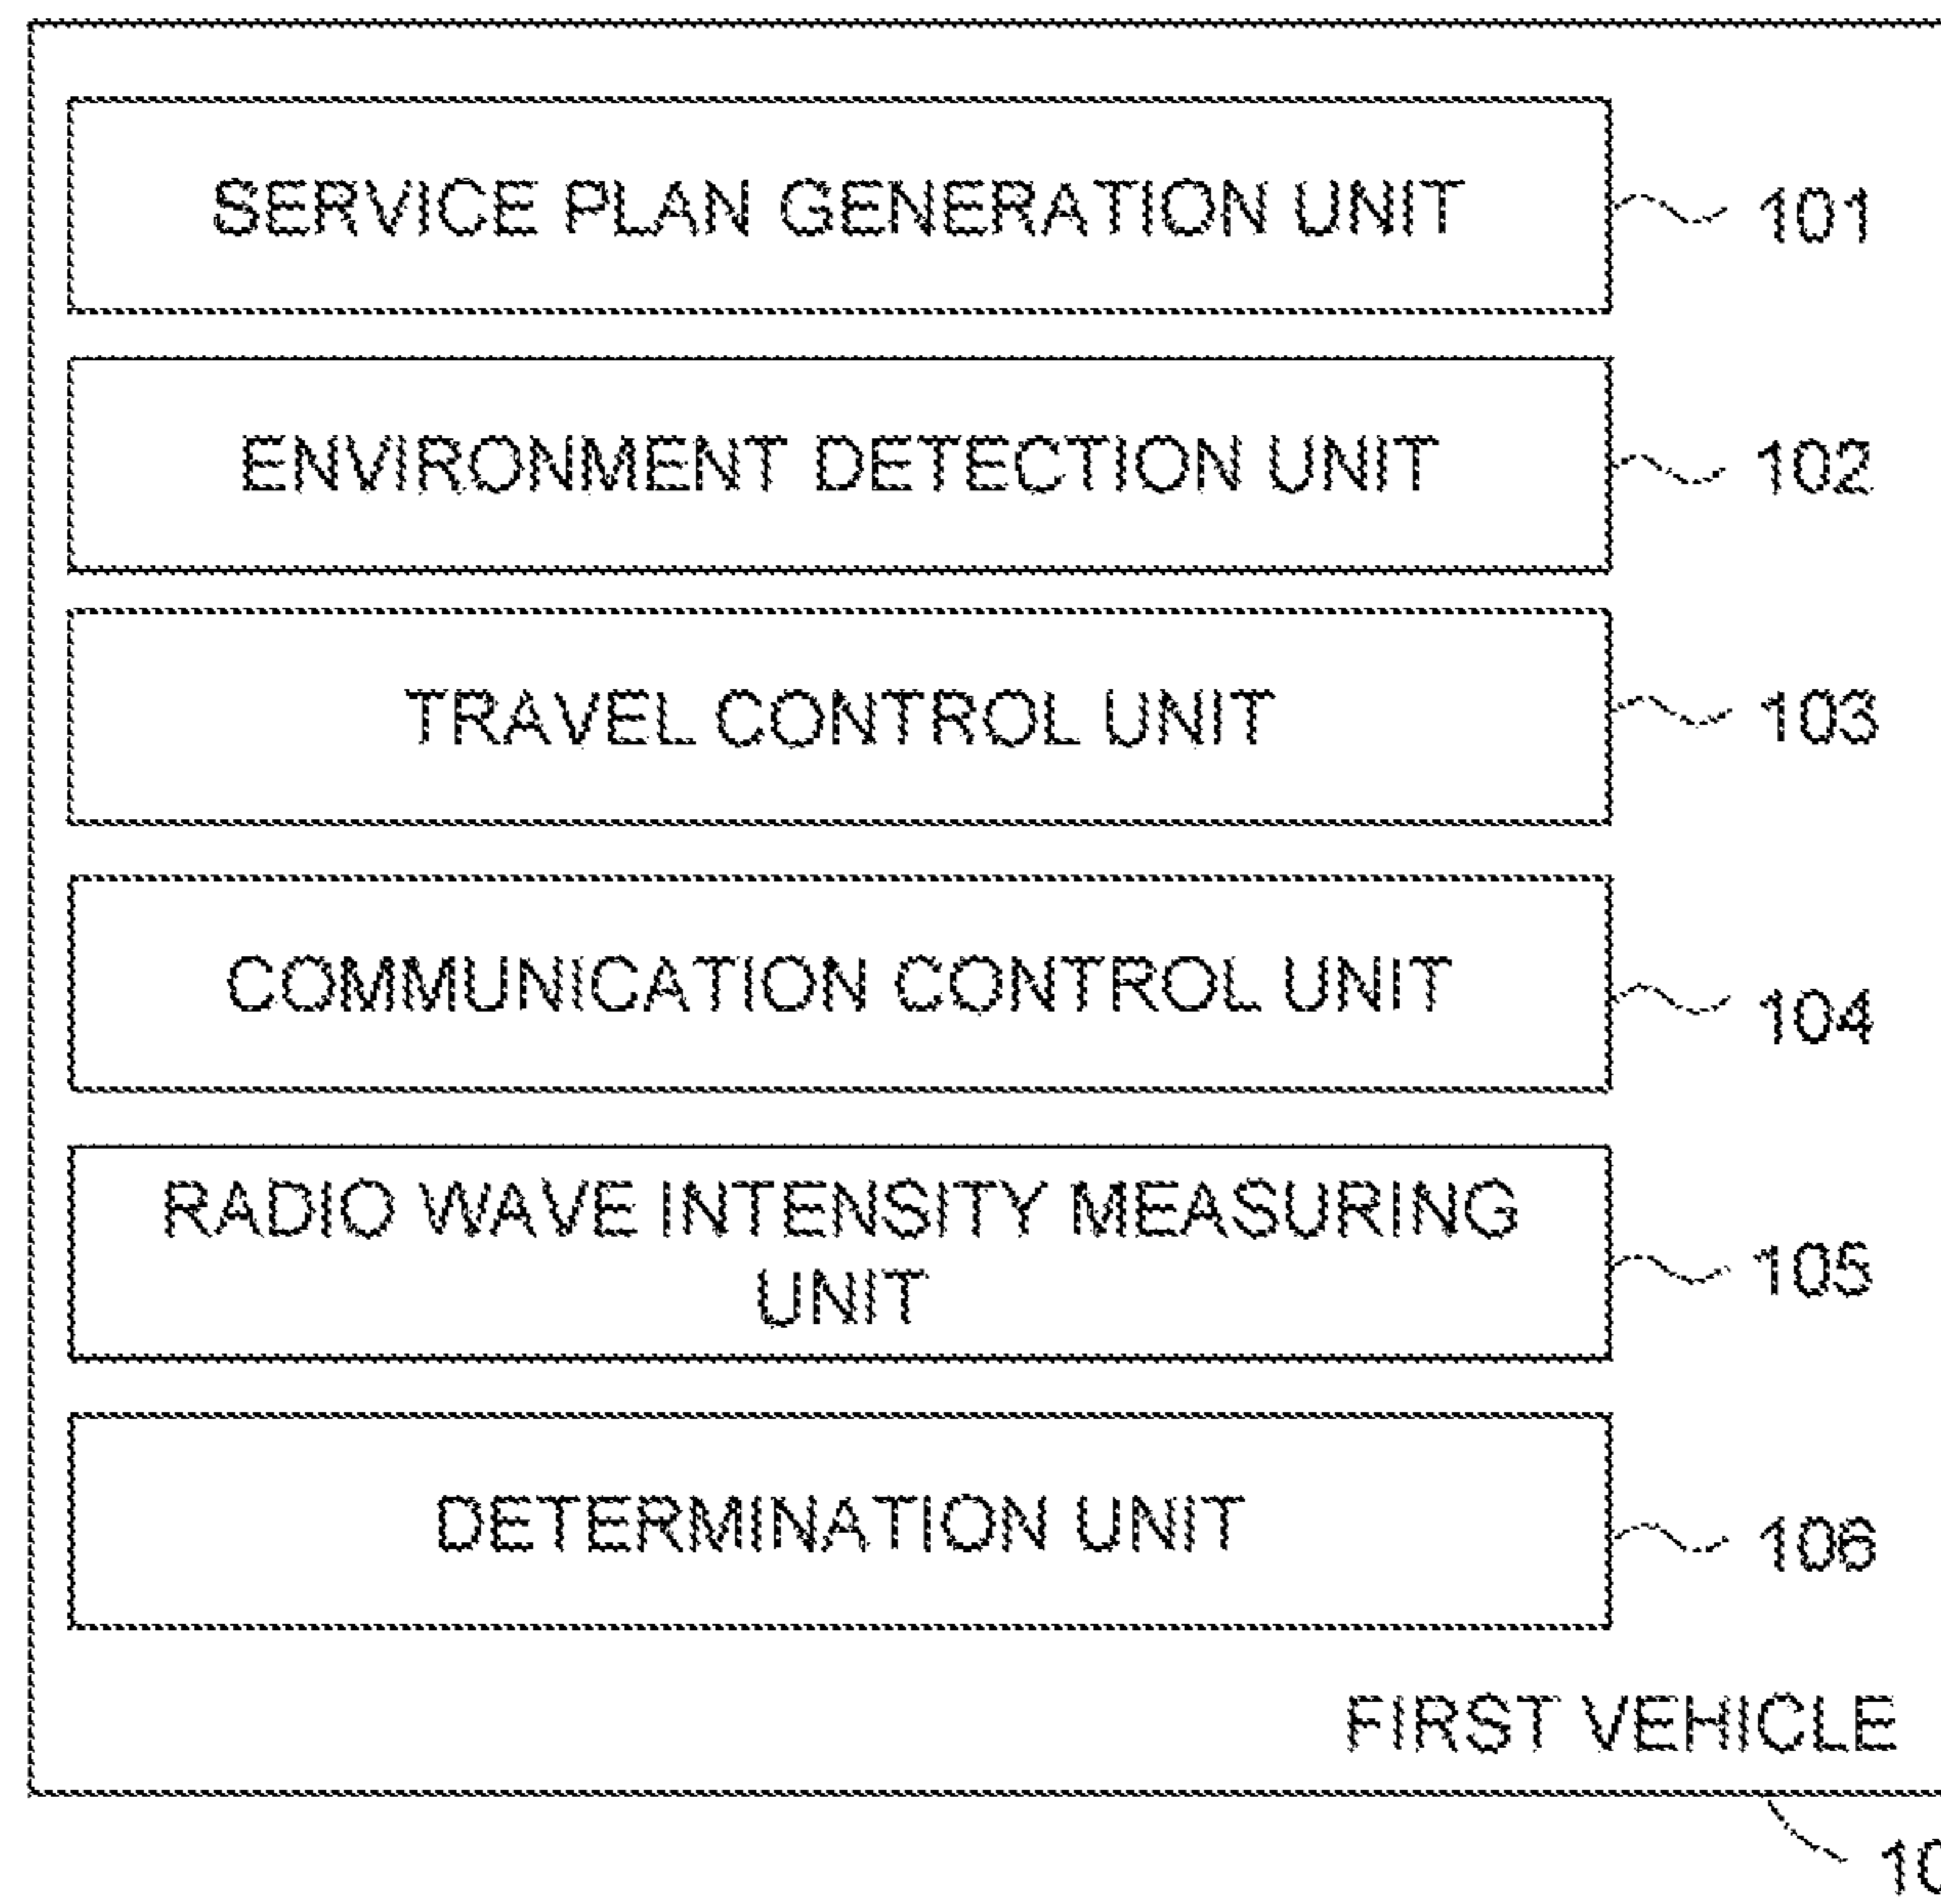 SERVICE PLAN GENERATION UNIT 101
ENVIRONMENT DETECTION UNIT 102
TRAVEL CONTROL UNIT 103
COMMUNICATION CONTROL UNIT 104
RADIO WAVE INTENSITY MEASURING
UNIT 105
DETERMINATION UNIT 106
FIRST VEHICLE